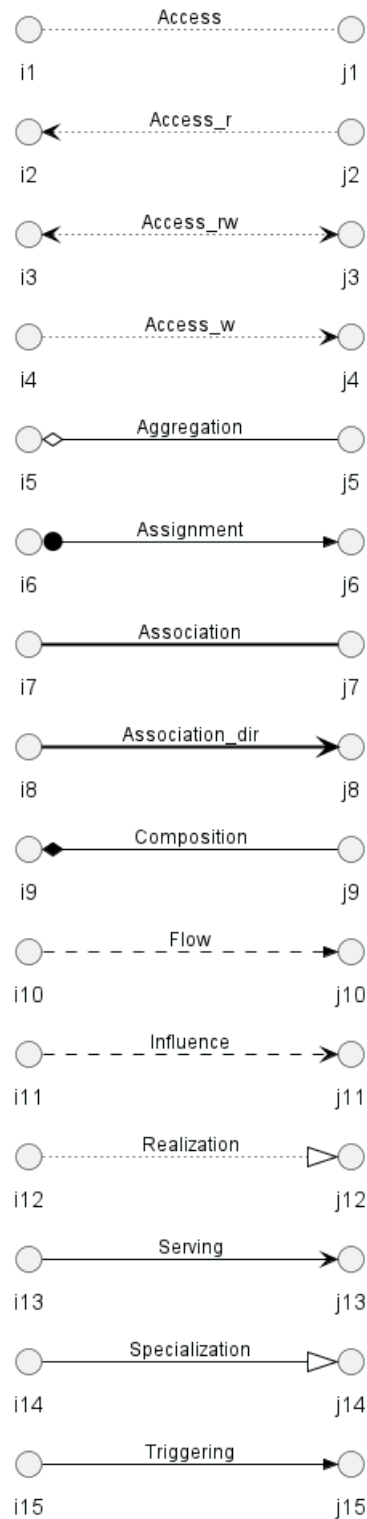 Access
i1 j1
Access_r
i2 j2
Access_rw
i3 j3
Access_w
i4 j4
Aggregation
i5 j5
Assignment
i6 j6
Association
i7 j7
Association_dir
i8 j8
Composition
i9 j9
Flow
i10 j10
Influence
i11 j11
Realization
i12 j12
Serving
i13 j13
Specialization
i14 j14
Triggering
i15 j15